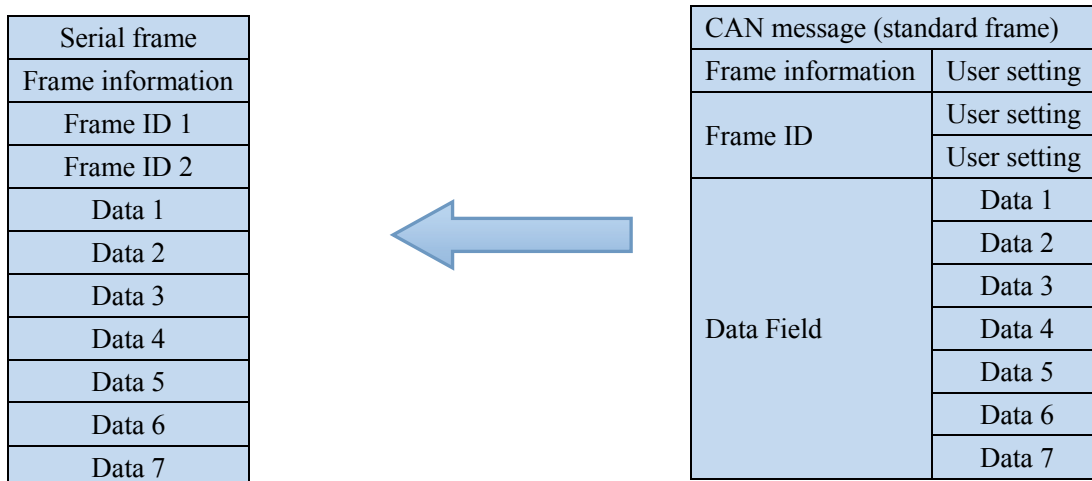 Serial frame
Frame information
Frame ID 1
Frame ID 2
Data 1
Data 2
Data 3
Data 4
Data 5
Data 6
Data 7
CAN message (standard frame)
Frame information User setting
Frame ID
User setting
User setting
Data Field
Data 1
Data 2
Data 3
Data 4
Data 5
Data 6
Data 7